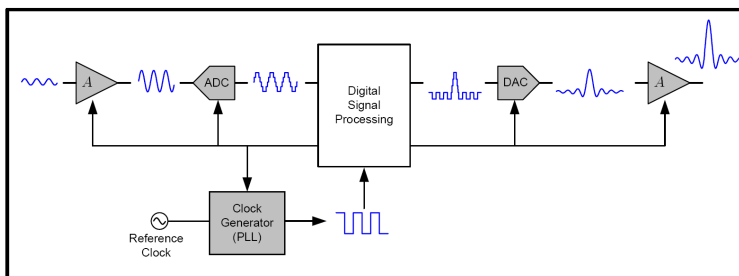 A
ADC
Digital
Signal
Processing
DAC
A
Clock
Generator
(PLL)
Reference
Clock